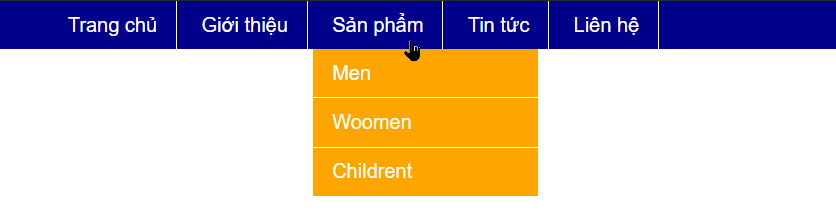 Trang chủ Giới thiệu Sản phẩm Tin tức Liên hệ
Men
Woomen
Childrent